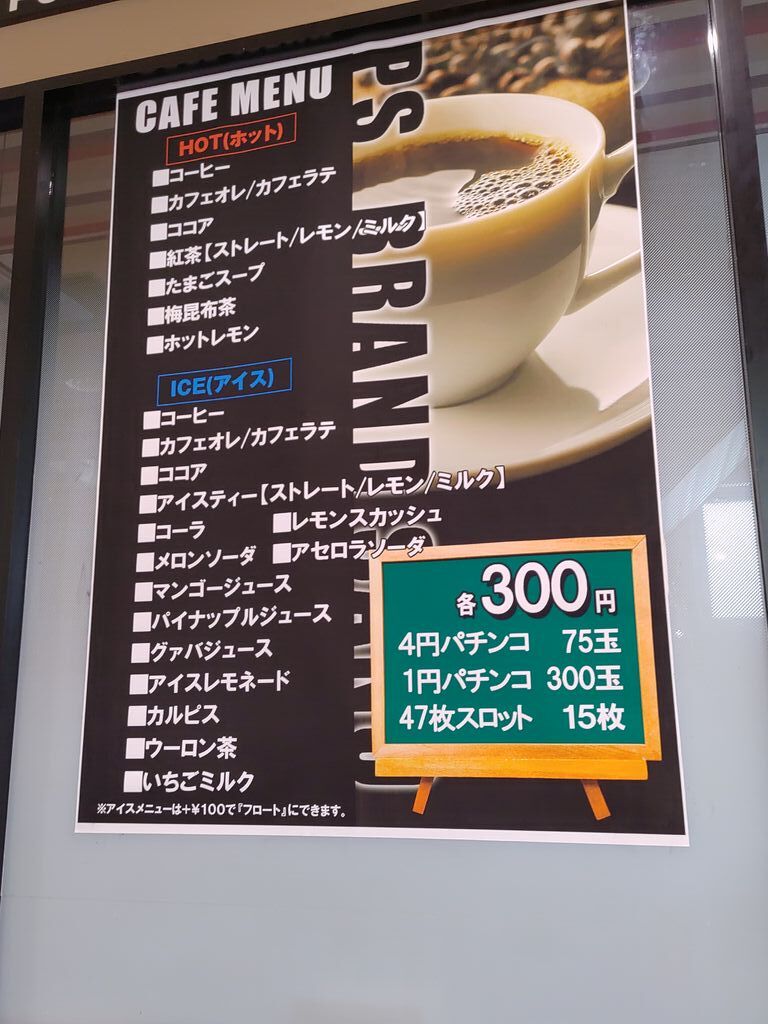 CAFE MENU
HOT(ホット)
■コーヒー
■カフェオレ/カフェラテ
■ココア
■紅茶【ストレート/レモン/ミルク】
■たまごスープ
■梅昆布茶
■ホットレモン
ICE(アイス)
■コーヒー
■カフェオレ/カフェラテ
■ココア
■アイスティー【ストレート/レモン/ミルク】
■コーラ ■レモンスカッシュ
■メロンソーダ ■アセロラソーダ
■マンゴージュース
■パイナップルジュース
■グァバジュース
■アイスレモネード
■カルピス
■ウーロン茶
■いちごミルク
※アイスメニューは+¥100で『フロート』にできます。
PS BRAND
各300円
4円パチンコ 75玉
1円パチンコ 300玉
47枚スロット 15枚